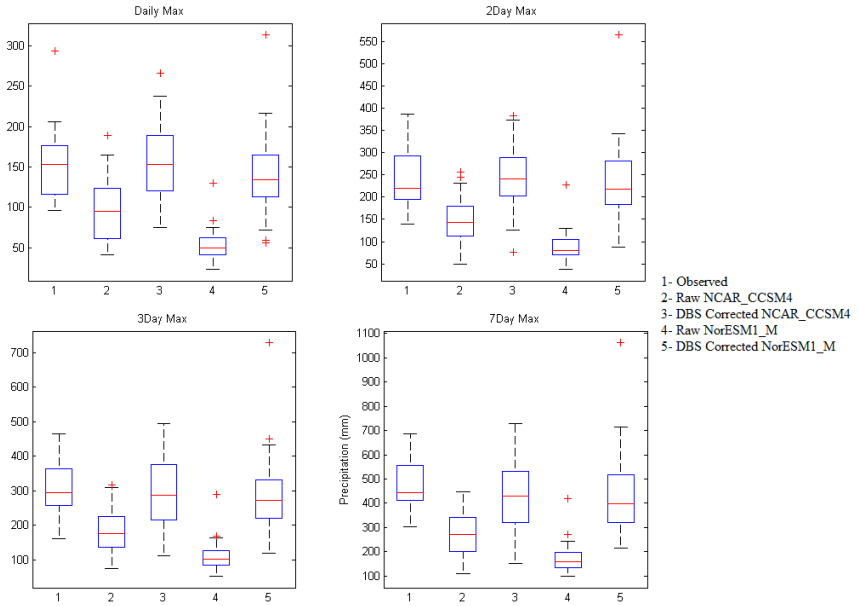 Daily Max
300
250
200
150
100
50
1 2 3 4 5
2Day Max
550
500
450
400
350
300
250
200
150
100
50
1 2 3 4 5
1- Observed
2- Raw NCAR_CCSM4
3- DBS Corrected NCAR_CCSM4
4- Raw NorESM1_M
5- DBS Corrected NorESM1_M
3Day Max
700
600
500
400
300
200
100
1 2 3 4 5
7Day Max
Precipitation (mm)
1100
1000
900
800
700
600
500
400
300
200
100
1 2 3 4 5